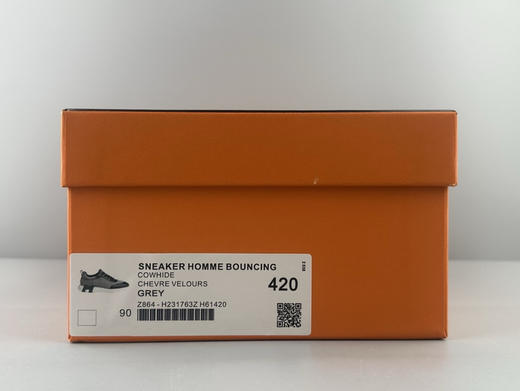 SNEAKER HOMME BOUNCING
COWHIDE
CHEVRE VELOURS
GREY
420
Z864 - H231763Z H61420
90